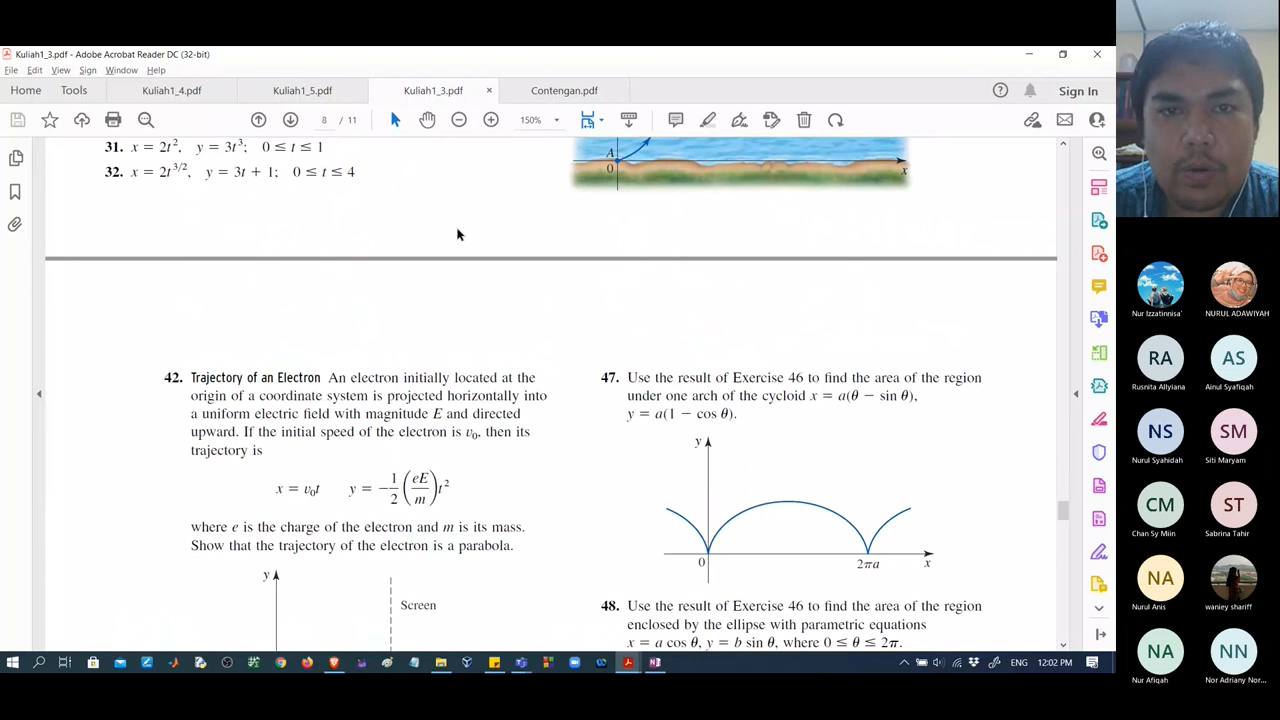 Kuliah1_3.pdf - Adobe Acrobat Reader DC (32-bit)
File Edit View Sign Window Help
Home Tools Kuliah1_4.pdf Kuliah1_5.pdf Kuliah1_3.pdf × Contengan.pdf Sign In
8 / 11 150%
31. x = 2t², y = 3t³; 0 ≤ t ≤ 1
32. x = 2t^{3/2}, y = 3t + 1; 0 ≤ t ≤ 4
A
0
x
42. Trajectory of an Electron An electron initially located at the
origin of a coordinate system is projected horizontally into
a uniform electric field with magnitude E and directed
upward. If the initial speed of the electron is v₀, then its
trajectory is
x = v₀t y = -1/2 (eE/m) t²
where e is the charge of the electron and m is its mass.
Show that the trajectory of the electron is a parabola.
y
Screen
47. Use the result of Exercise 46 to find the area of the region
under one arch of the cycloid x = a(θ − sin θ),
y = a(1 − cos θ).
y
0
2πa
x
48. Use the result of Exercise 46 to find the area of the region
enclosed by the ellipse with parametric equations
x = a cos θ, y = b sin θ, where 0 ≤ θ ≤ 2π.
Nur Izzatinnisa' NURUL ADAWIYAH
RA AS
Rusnita Allyiana Ainul Syafiqah
NS SM
Nurul Syahidah Siti Maryam
CM ST
Chan Sy Miin Sabrina Tahir
NA
Nurul Anis waniey shariff
NA NN
Nur Afiqah Nor Adriany Nor...
ENG 12:02 PM